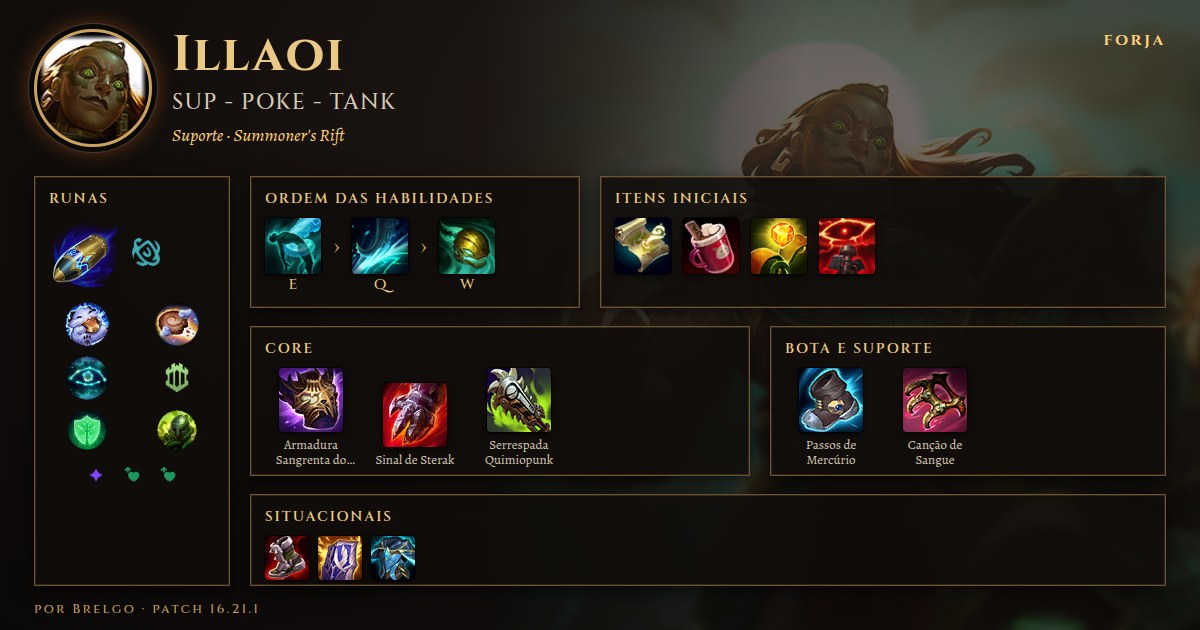 ILLAOI
SUP - POKE - TANK
Suporte · Summoner's Rift
FORJA
RUNAS
ORDEM DAS HABILIDADES
E
Q
W
ITENS INICIAIS
CORE
Armadura
Sangrenta do...
Sinal de Sterak
Serrespada
Quimiopunk
BOTA E SUPORTE
Passos de
Mercúrio
Canção de
Sangue
SITUACIONAIS
POR BRELGO · PATCH 16.21.1